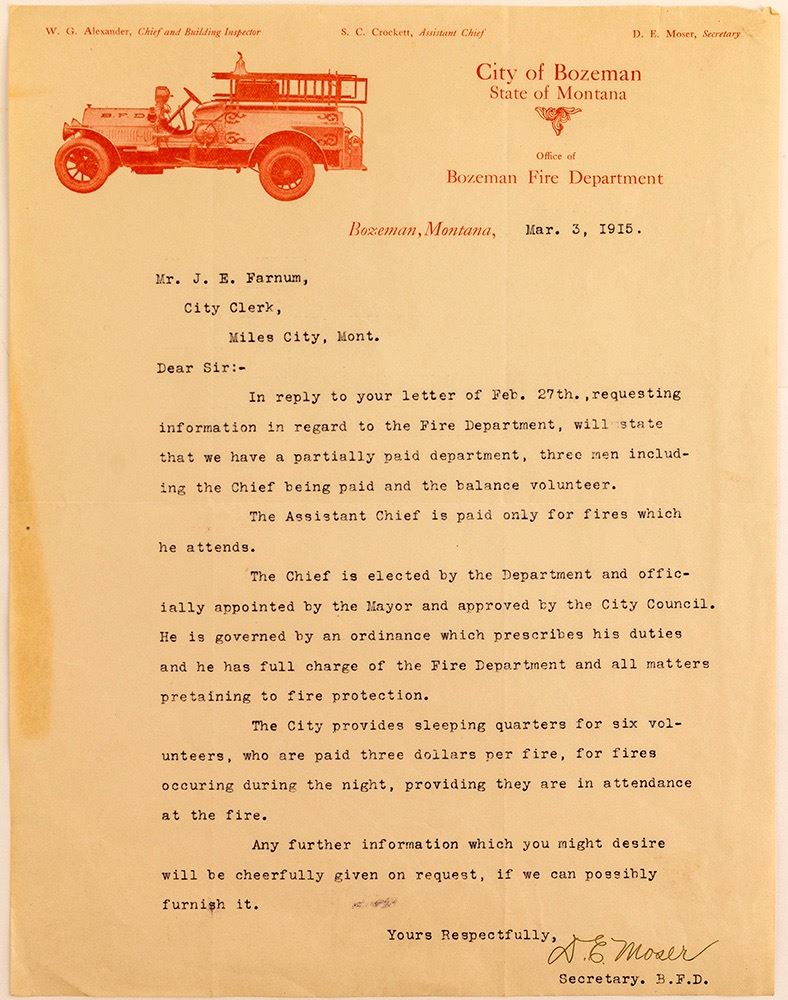 W. G. Alexander, Chief and Building Inspector
S. C. Crockett, Assistant Chief
D. E. Moser, Secretary
B.F.D
City of Bozeman
State of Montana
Office of
Bozeman Fire Department
Bozeman, Montana, Mar. 3, 1915.
Mr. J. E. Farnum,
City Clerk,
Miles City, Mont.
Dear Sir:-
In reply to your letter of Feb. 27th.,requesting
information in regard to the Fire Department, will state
that we have a partially paid department, three men includ-
ing the Chief being paid and the balance volunteer.
The Assistant Chief is paid only for fires which
he attends.
The Chief is elected by the Department and offic-
ially appointed by the Mayor and approved by the City Council.
He is governed by an ordinance which prescribes his duties
and he has full charge of the Fire Department and all matters
pretaining to fire protection.
The City provides sleeping quarters for six vol-
unteers, who are paid three dollars per fire, for fires
occuring during the night, providing they are in attendance
at the fire.
Any further information which you might desire
will be cheerfully given on request, if we can possibly
furnish it.
Yours Respectfully,
D. E. Moser
Secretary. B.F.D.